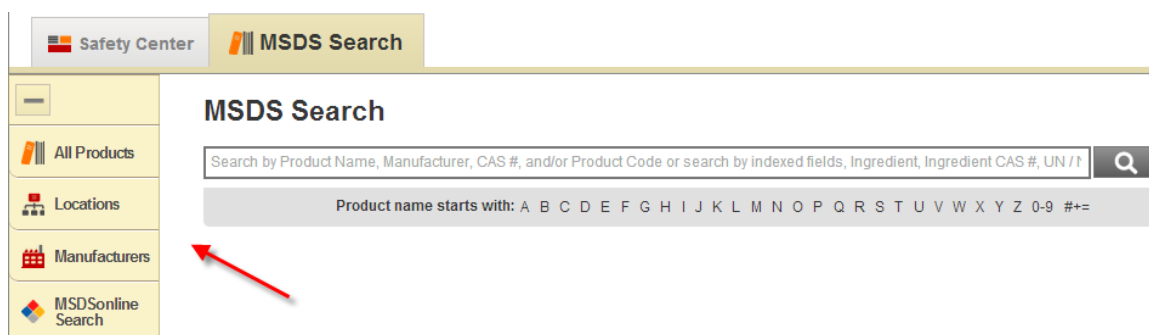 Safety Center
MSDS Search
MSDS Search
All Products
Search by Product Name, Manufacturer, CAS #, and/or Product Code or search by indexed fields, Ingredient, Ingredient CAS #, UN /
Locations
Product name starts with: A B C D E F G H I J K L M N O P Q R S T U V W X Y Z 0-9 #+=
Manufacturers
MSDSonline
Search